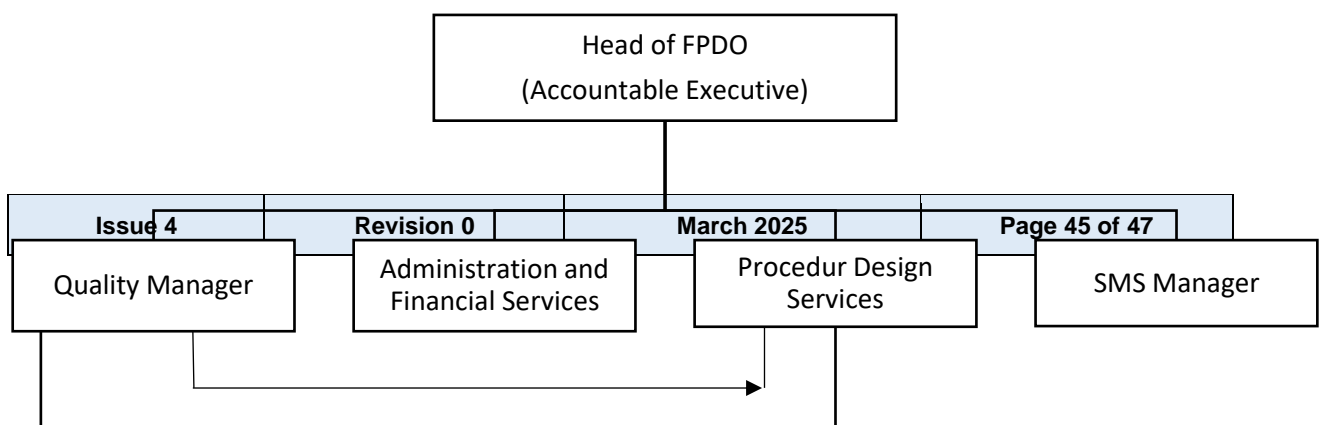 Head of FPDO
(Accountable Executive)
Issue 4 Revision 0 March 2025 Page 45 of 47
Quality Manager
Administration and
Financial Services
Procedur Design
Services
SMS Manager